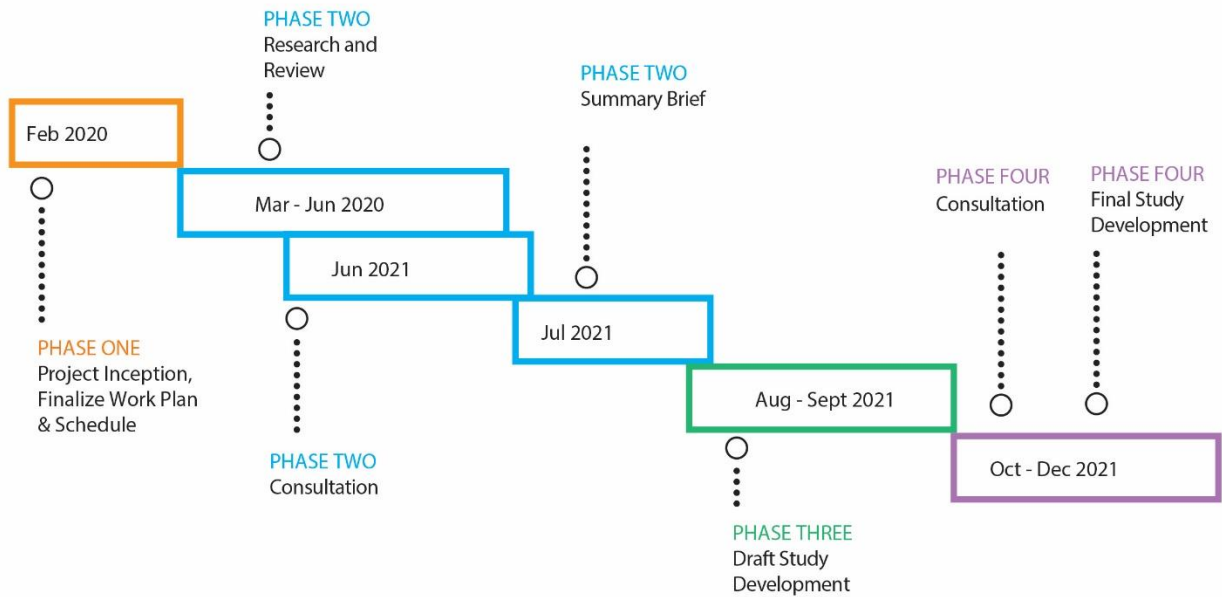 PHASE TWO
Research and
Review
PHASE TWO
Summary Brief
Feb 2020
PHASE FOUR
Consultation
PHASE FOUR
Final Study
Development
Mar - Jun 2020
Jun 2021
Jul 2021
PHASE ONE
Project Inception,
Finalize Work Plan
& Schedule
Aug - Sept 2021
PHASE TWO
Consultation
Oct - Dec 2021
PHASE THREE
Draft Study
Development